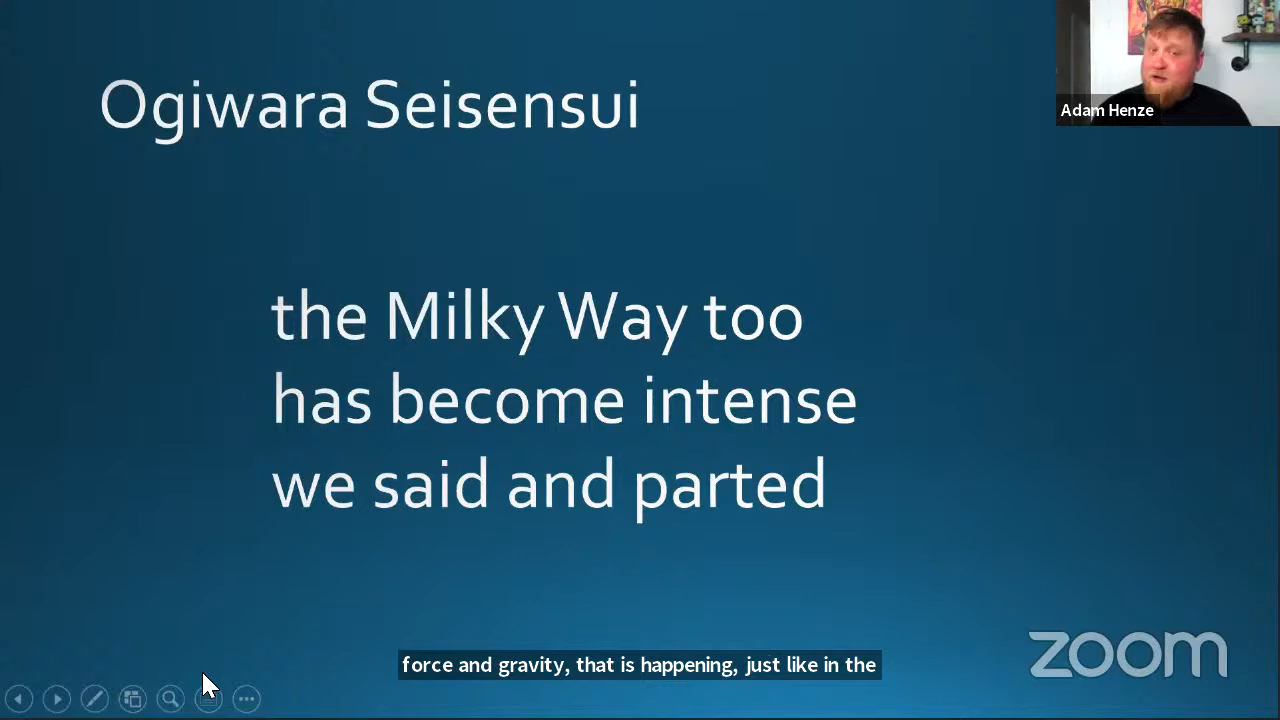 Ogiwara Seisensui
Adam Henze
the Milky Way too
has become intense
we said and parted
force and gravity, that is happening, just like in the
zoom